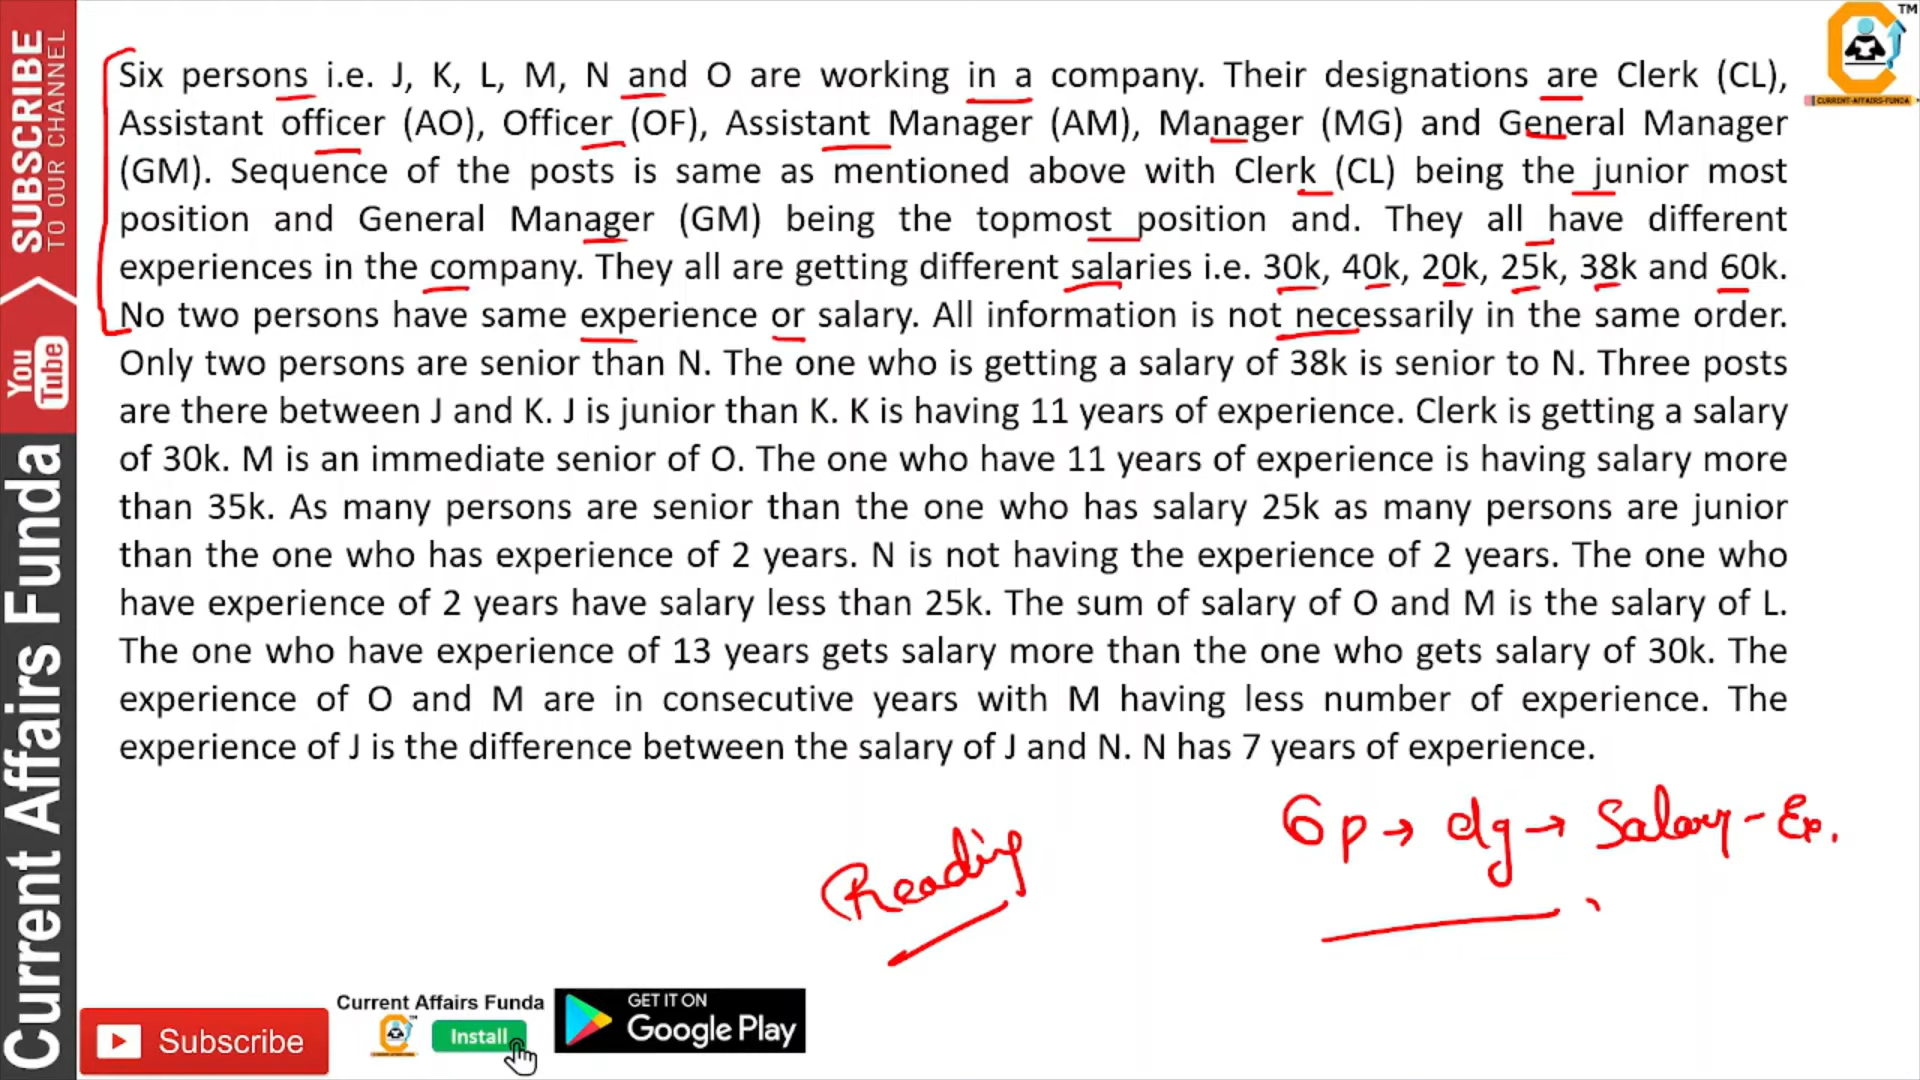 SUBSCRIBE
TO OUR CHANNEL
You
Tube
Current Affairs Funda
TM
CURRENT-AFFAIRS-FUNDA
Six persons i.e. J, K, L, M, N and O are working in a company. Their designations are Clerk (CL),
Assistant officer (AO), Officer (OF), Assistant Manager (AM), Manager (MG) and General Manager
(GM). Sequence of the posts is same as mentioned above with Clerk (CL) being the junior most
position and General Manager (GM) being the topmost position and. They all have different
experiences in the company. They all are getting different salaries i.e. 30k, 40k, 20k, 25k, 38k and 60k.
No two persons have same experience or salary. All information is not necessarily in the same order.
Only two persons are senior than N. The one who is getting a salary of 38k is senior to N. Three posts
are there between J and K. J is junior than K. K is having 11 years of experience. Clerk is getting a salary
of 30k. M is an immediate senior of O. The one who have 11 years of experience is having salary more
than 35k. As many persons are senior than the one who has salary 25k as many persons are junior
than the one who has experience of 2 years. N is not having the experience of 2 years. The one who
have experience of 2 years have salary less than 25k. The sum of salary of O and M is the salary of L.
The one who have experience of 13 years gets salary more than the one who gets salary of 30k. The
experience of O and M are in consecutive years with M having less number of experience. The
experience of J is the difference between the salary of J and N. N has 7 years of experience.
6p → dg → Salary - Ex.
Reading
Subscribe
Current Affairs Funda
Install
GET IT ON
Google Play